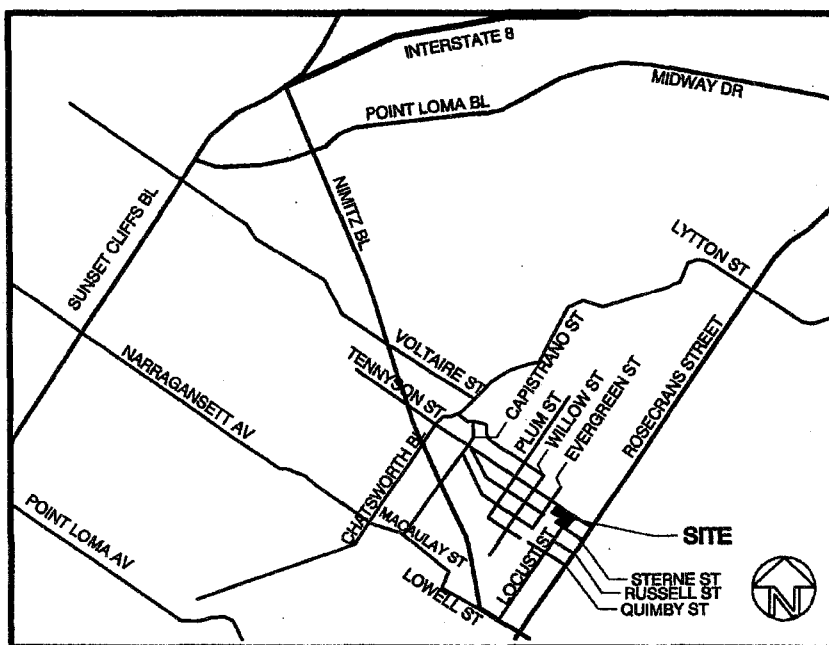 INTERSTATE 8
MIDWAY DR
POINT LOMA BL
NIMITZ BL
SUNSET CLIFFS BL
LYTTON ST
NARRAGANSETT AV
VOLTAIRE ST
TENNYSON ST
CAPISTRANO ST
PLUM ST
WILLOW ST
EVERGREEN ST
ROSECRANS STREET
CHATSWORTH BL
POINT LOMA AV
MACAULAY ST
LOWELL ST
LOCUST ST
SITE
STERNE ST
RUSSELL ST
QUIMBY ST
N